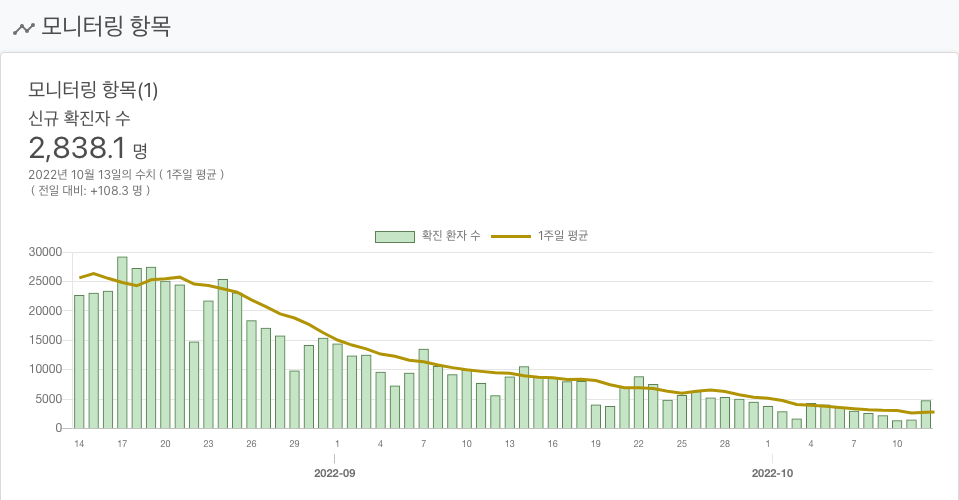 모니터링 항목
모니터링 항목(1)
신규 확진자 수
2,838.1 명
2022년 10월 13일의 수치 ( 1주일 평균 )
( 전일 대비: +108.3 명 )
확진 환자 수 1주일 평균
30000
25000
20000
15000
10000
5000
0
14 17 20 23 26 29 1 4 7 10 13 16 19 22 25 28 1 4 7 10
2022-09 2022-10